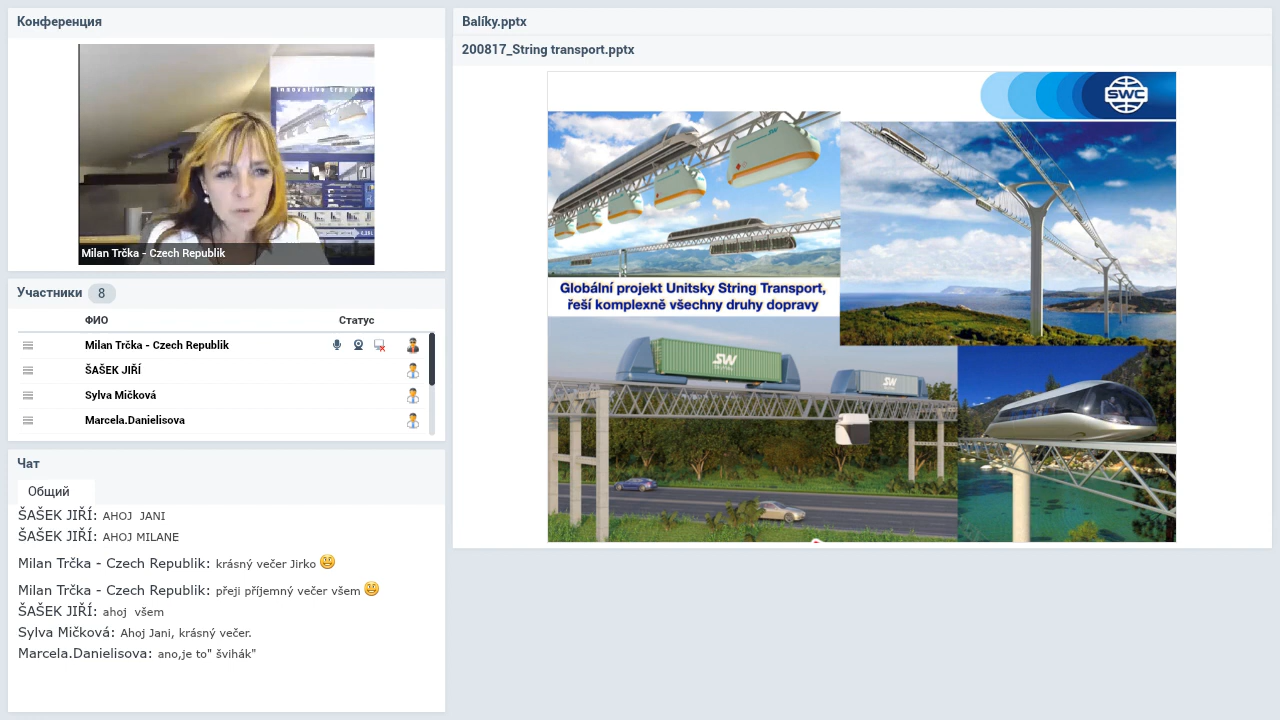 Конференция
innovative transport
Milan Trčka - Czech Republik
Участники 8
ФИО Статус
Milan Trčka - Czech Republik
ŠAŠEK JIŘÍ
Sylva Mičková
Marcela.Danielisova
Чат
Общий
ŠAŠEK JIŘÍ: AHOJ JANI
ŠAŠEK JIŘÍ: AHOJ MILANE
Milan Trčka - Czech Republik: krásný večer Jirko
Milan Trčka - Czech Republik: přeji příjemný večer všem
ŠAŠEK JIŘÍ: ahoj všem
Sylva Mičková: Ahoj Jani, krásný večer.
Marcela.Danielisova: ano,je to" švihák"
Balíky.pptx
200817_String transport.pptx
SWC
SW
Globální projekt Unitsky String Transport,
řeší komplexně všechny druhy dopravy
SW
SW